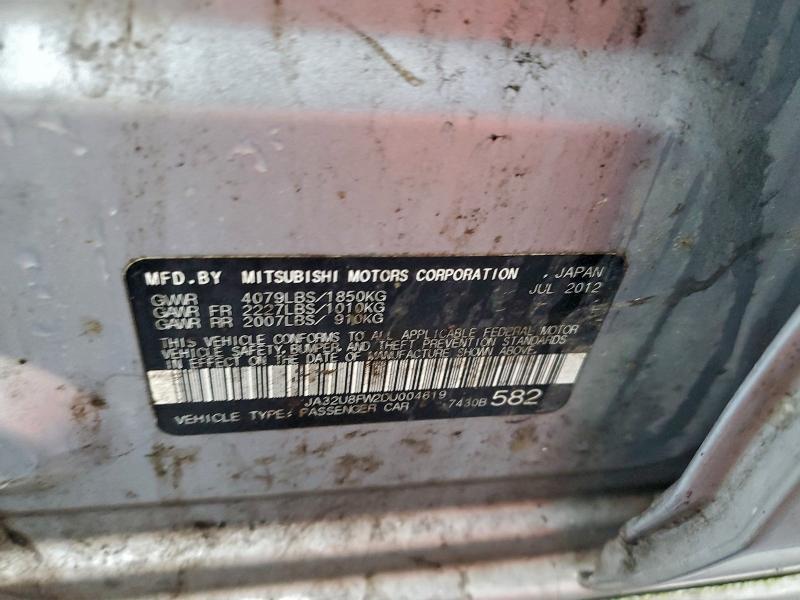 MFD.BY MITSUBISHI MOTORS CORPORATION , JAPAN
GVWR 4079LBS/1850KG JUL 2012
GAWR FR 2227LBS/1010KG
GAWR RR 2007LBS/ 910KG
THIS VEHICLE CONFORMS TO ALL APPLICABLE FEDERAL MOTOR
VEHICLE SAFETY, BUMPER, AND THEFT PREVENTION STANDARDS
IN EFFECT ON THE DATE OF MANUFACTURE SHOWN ABOVE.
JA32U8FW2DU004619
VEHICLE TYPE: PASSENGER CAR 7430B 582